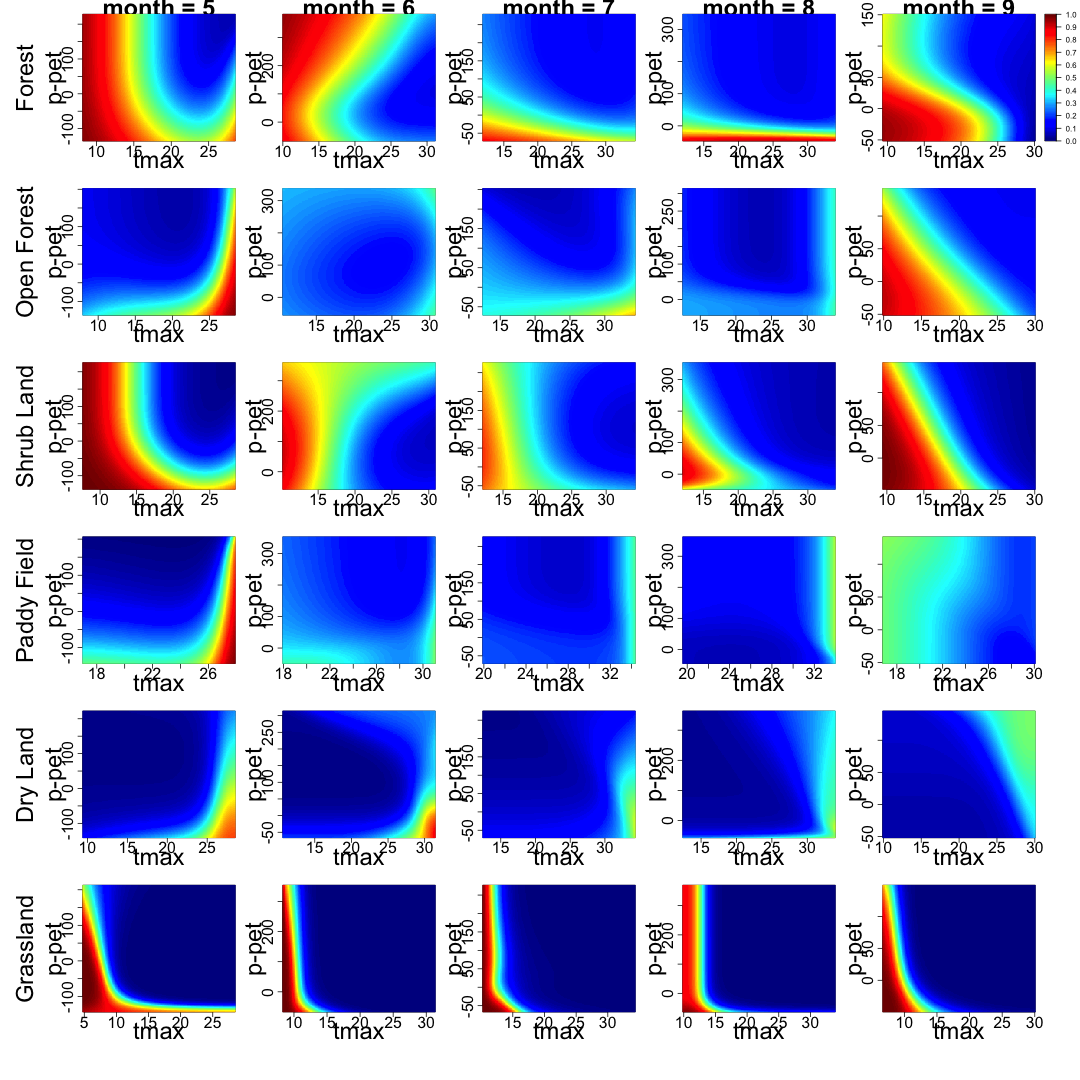 month = 5 month = 6 month = 7 month = 8 month = 9
Forest
p-pet -100 0 100
10 15 20 25
tmax
p-pet 0 200
10 15 20 25 30
tmax
p-pet -50 50 150
15 20 25 30
tmax
p-pet 0 100 300
15 20 25 30
tmax
p-pet -50 0 50 150
10 15 20 25 30
tmax
1.0
0.9
0.8
0.7
0.6
0.5
0.4
0.3
0.2
0.1
0.0
Open Forest
p-pet -100 0 100
10 15 20 25
tmax
p-pet 0 100 300
15 20 25 30
tmax
p-pet -50 50 150
15 20 25 30
tmax
p-pet 0 100 250
15 20 25 30
tmax
p-pet -50 0 50
10 15 20 25 30
tmax
Shrub Land
p-pet -100 0 100
10 15 20 25
tmax
p-pet 0 200
15 20 25 30
tmax
p-pet -50 50 150
15 20 25 30
tmax
p-pet 0 100 300
15 20 25 30
tmax
p-pet 0 50
10 15 20 25 30
tmax
Paddy Field
p-pet -100 0 100
18 22 26
tmax
p-pet 0 100 300
18 22 26 30
tmax
p-pet -50 50 150
20 24 28 32
tmax
p-pet 0 100 300
20 24 28 32
tmax
p-pet -50 0 50
18 22 26 30
tmax
Dry Land
p-pet -100 0 100
10 15 20 25
tmax
p-pet -50 100 250
15 20 25 30
tmax
p-pet -50 50 150
15 20 25 30
tmax
p-pet 0 200
15 20 25 30
tmax
p-pet -50 0 50
10 15 20 25 30
tmax
Grassland
p-pet -100 0 100
5 10 15 20 25
tmax
p-pet 0 200
10 15 20 25 30
tmax
p-pet -50 50 150
15 20 25 30
tmax
p-pet 0 200
10 15 20 25 30
tmax
p-pet 0 50
10 15 20 25 30
tmax